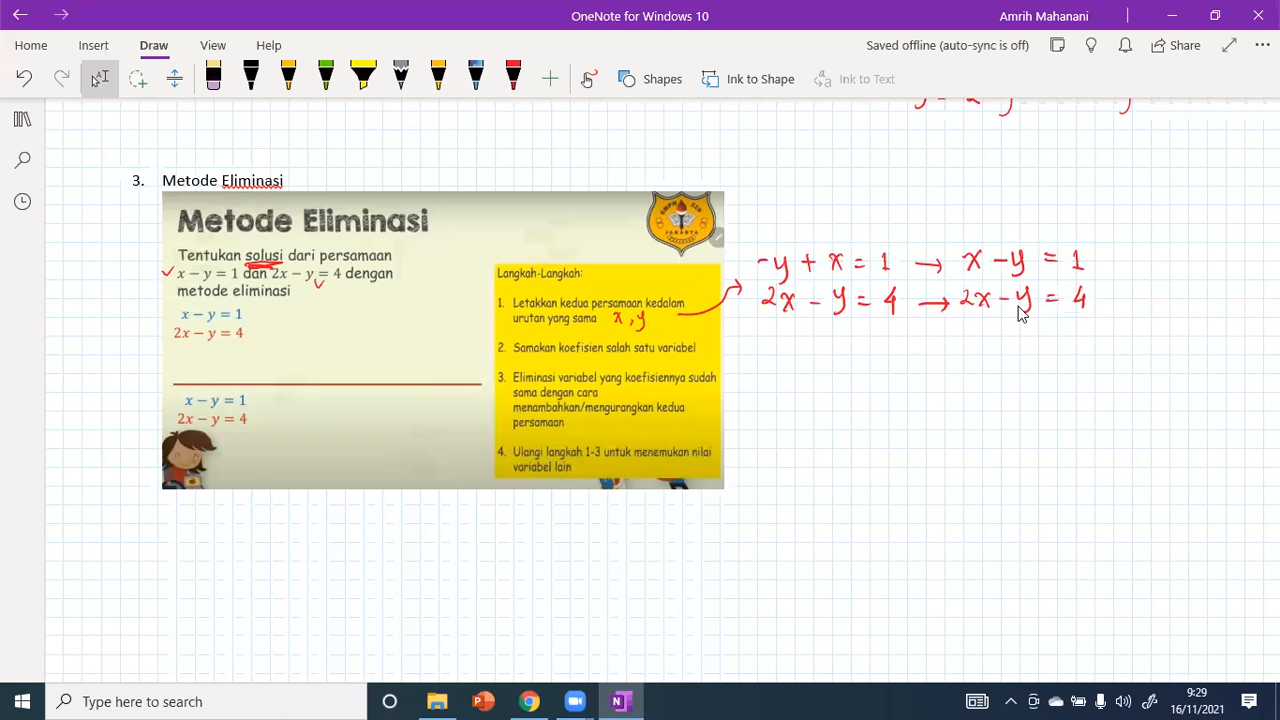 OneNote for Windows 10
Amrih Mahanani
Home Insert Draw View Help
Saved offline (auto-sync is off)
Share
Shapes
Ink to Shape
Ink to Text
3. Metode Eliminasi
Metode Eliminasi
Tentukan solusi dari persamaan
x − y = 1 dan 2x − y = 4 dengan
metode eliminasi
x − y = 1
2x − y = 4
x − y = 1
2x − y = 4
Langkah-Langkah:
1. Letakkan kedua persamaan kedalam
urutan yang sama x, y
2. Samakan koefisien salah satu variabel
3. Eliminasi variabel yang koefisiennya sudah
sama dengan cara
menambahkan/mengurangkan kedua
persamaan
4. Ulangi langkah 1-3 untuk menemukan nilai
variabel lain
-y + x = 1 → x - y = 1
2x - y = 4 → 2x - y = 4
Type here to search
9:29
16/11/2021